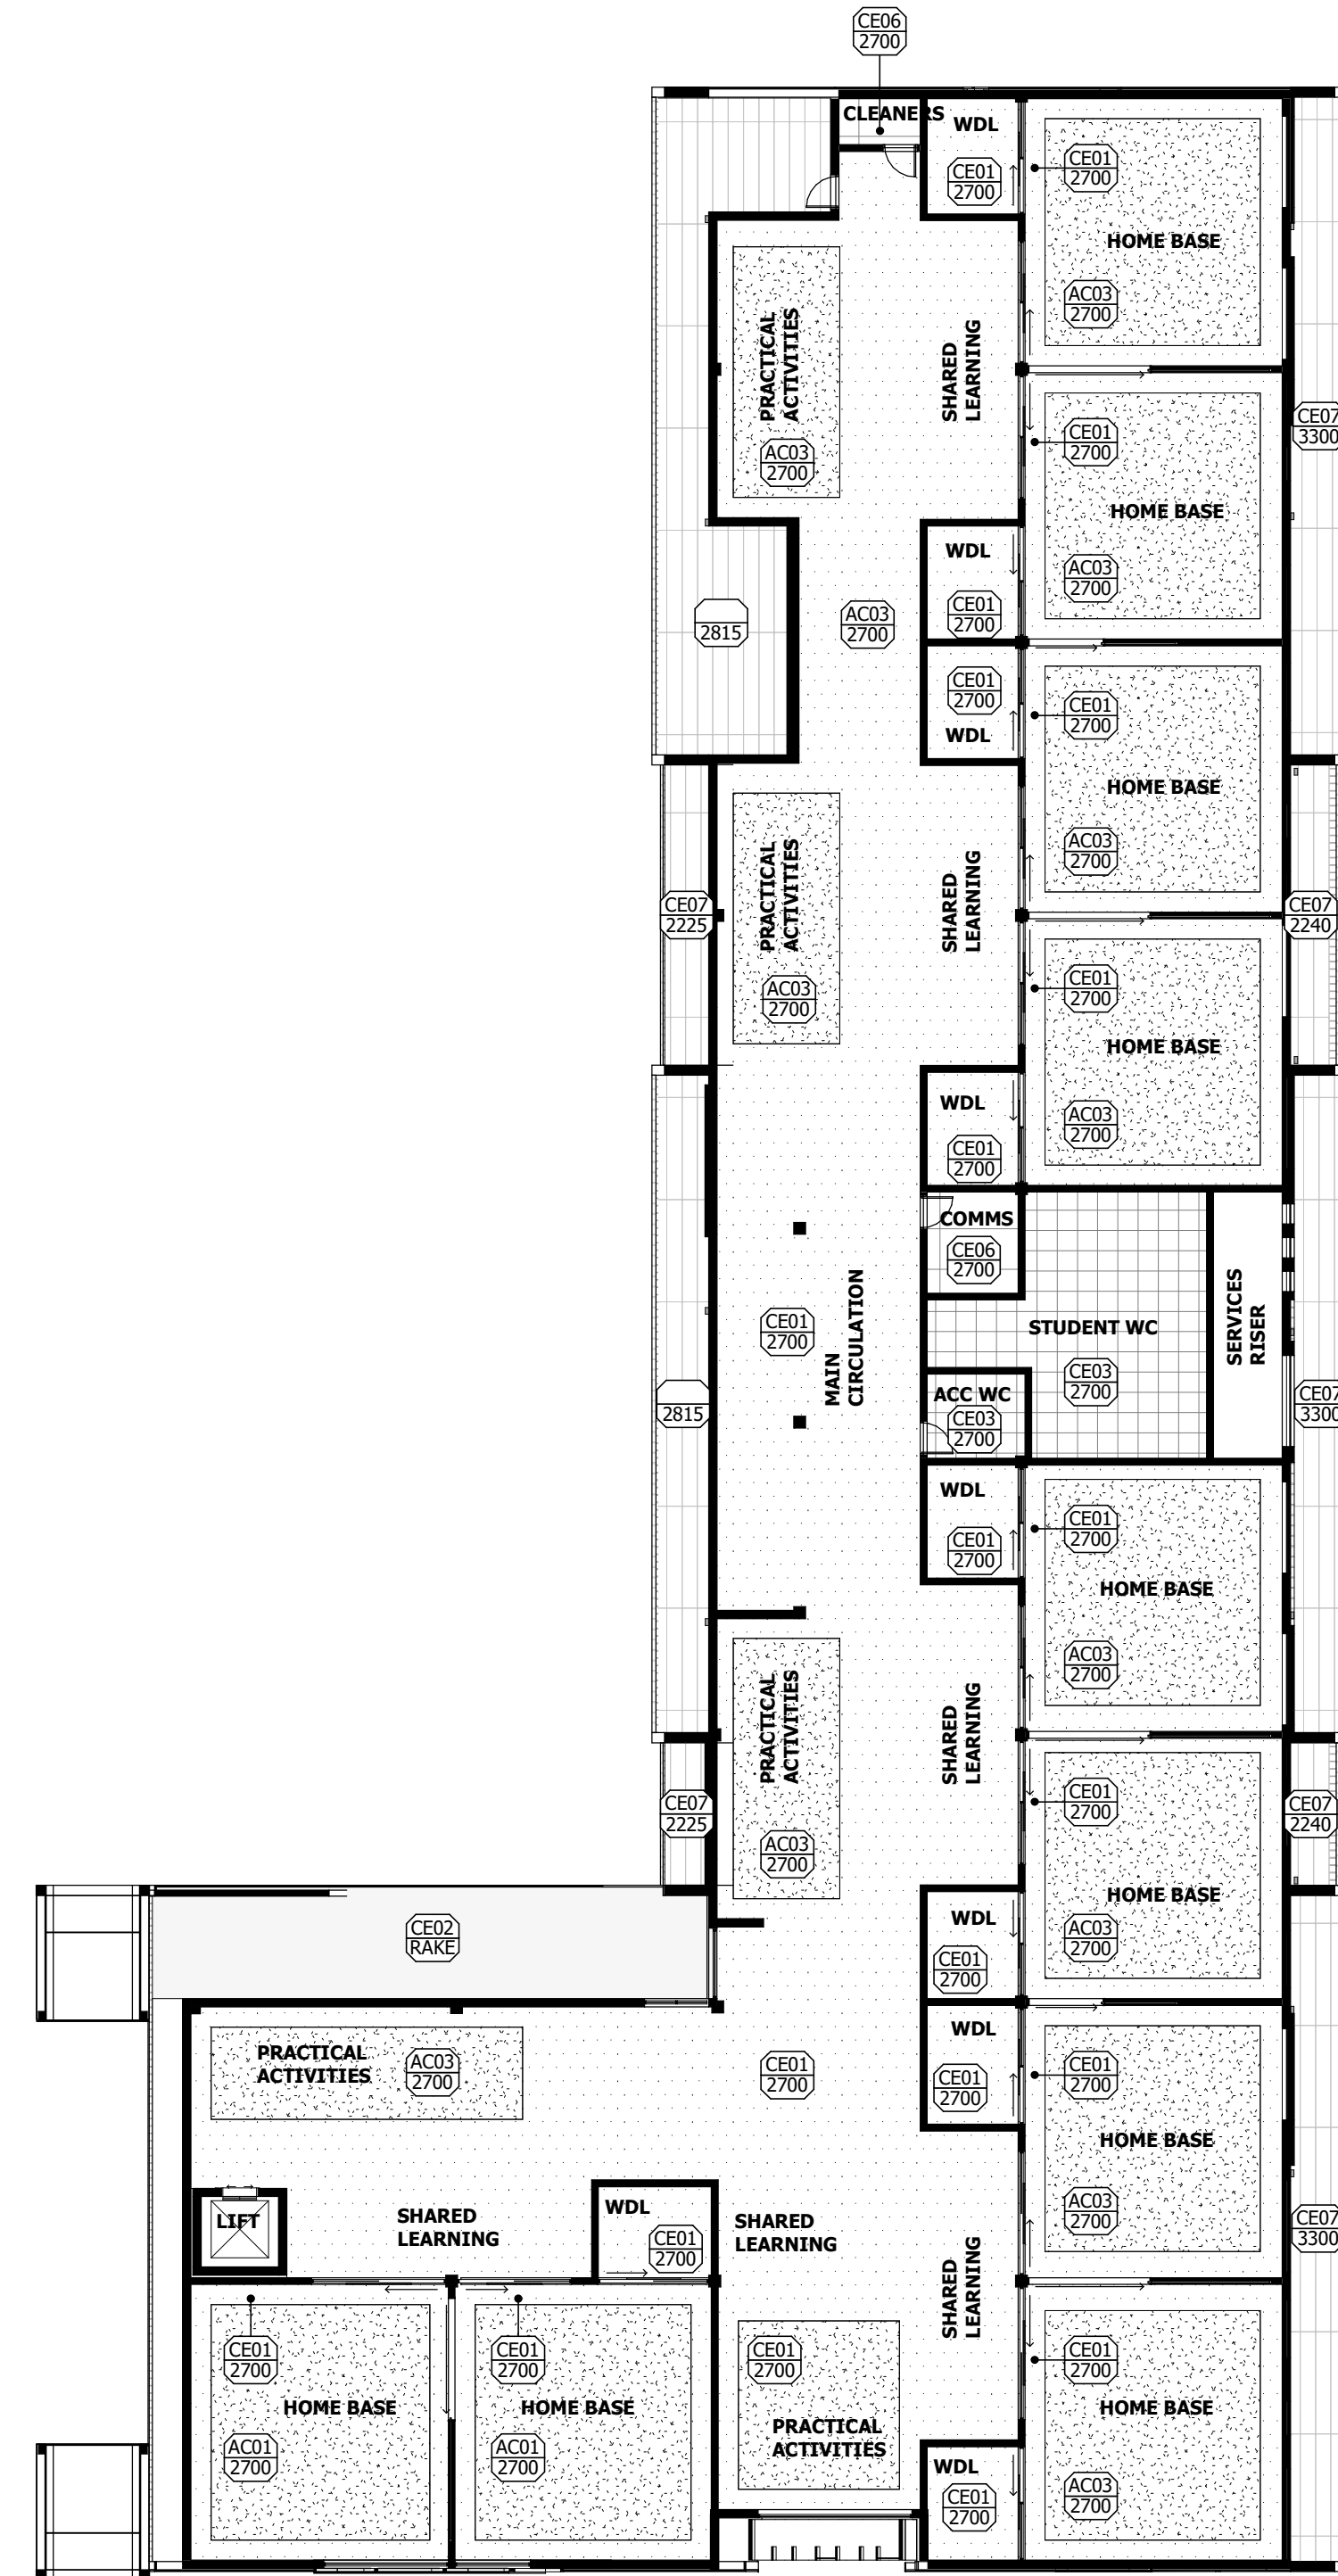 CE06
2700
CLEANERS
WDL
CE01
2700
CE01
2700
HOME BASE
AC03
2700
PRACTICAL
ACTIVITIES
AC03
2700
SHARED
LEARNING
CE01
2700
HOME BASE
AC03
2700
CE07
3300
WDL
CE01
2700
2815
AC03
2700
CE01
2700
WDL
CE01
2700
HOME BASE
AC03
2700
PRACTICAL
ACTIVITIES
AC03
2700
SHARED
LEARNING
CE07
2225
CE07
2240
CE01
2700
HOME BASE
AC03
2700
WDL
CE01
2700
COMMS
CE06
2700
CE01
2700
MAIN
CIRCULATION
STUDENT WC
CE03
2700
SERVICES
RISER
ACC WC
CE03
2700
2815
CE07
3300
WDL
CE01
2700
CE01
2700
HOME BASE
AC03
2700
PRACTICAL
ACTIVITIES
AC03
2700
SHARED
LEARNING
CE07
2225
CE01
2700
HOME BASE
AC03
2700
CE07
2240
CE02
RAKE
WDL
CE01
2700
WDL
CE01
2700
PRACTICAL
ACTIVITIES
AC03
2700
CE01
2700
CE01
2700
HOME BASE
AC03
2700
CE07
3300
LIFT
SHARED
LEARNING
WDL
CE01
2700
SHARED
LEARNING
SHARED
LEARNING
CE01
2700
HOME BASE
AC01
2700
CE01
2700
HOME BASE
AC01
2700
CE01
2700
PRACTICAL
ACTIVITIES
WDL
CE01
2700
CE01
2700
HOME BASE
AC03
2700